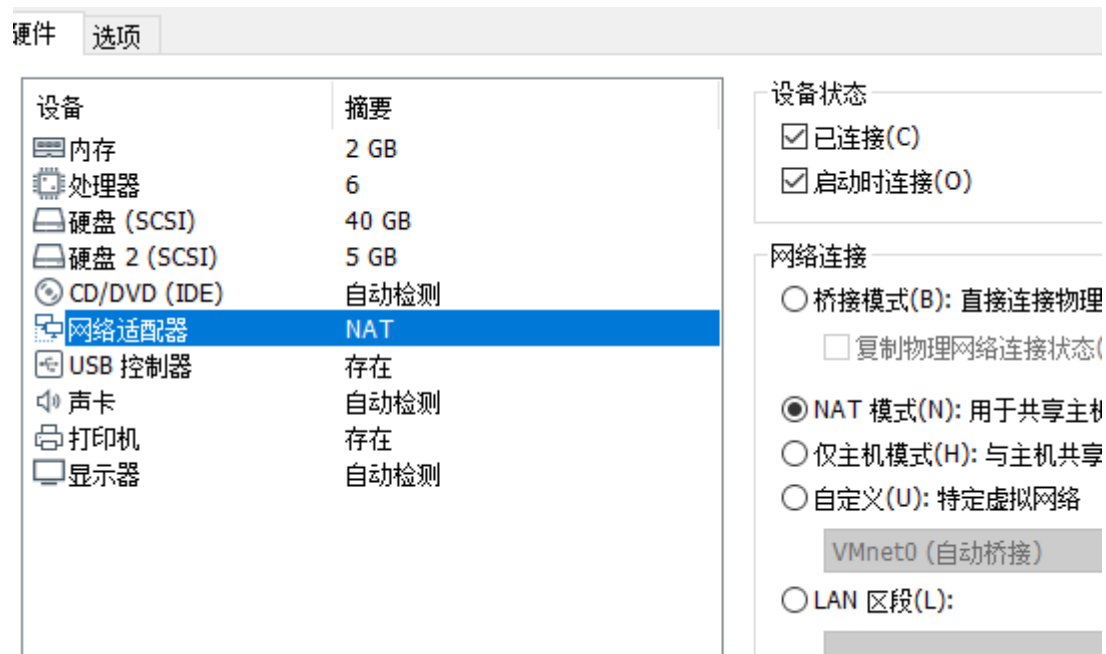 硬件 选项
设备 摘要
内存 2 GB
处理器 6
硬盘 (SCSI) 40 GB
硬盘 2 (SCSI) 5 GB
CD/DVD (IDE) 自动检测
网络适配器 NAT
USB 控制器 存在
声卡 自动检测
打印机 存在
显示器 自动检测
设备状态
已连接(C)
启动时连接(O)
网络连接
桥接模式(B): 直接连接物理
复制物理网络连接状态(
NAT 模式(N): 用于共享主机
仅主机模式(H): 与主机共享
自定义(U): 特定虚拟网络
VMnet0 (自动桥接)
LAN 区段(L):